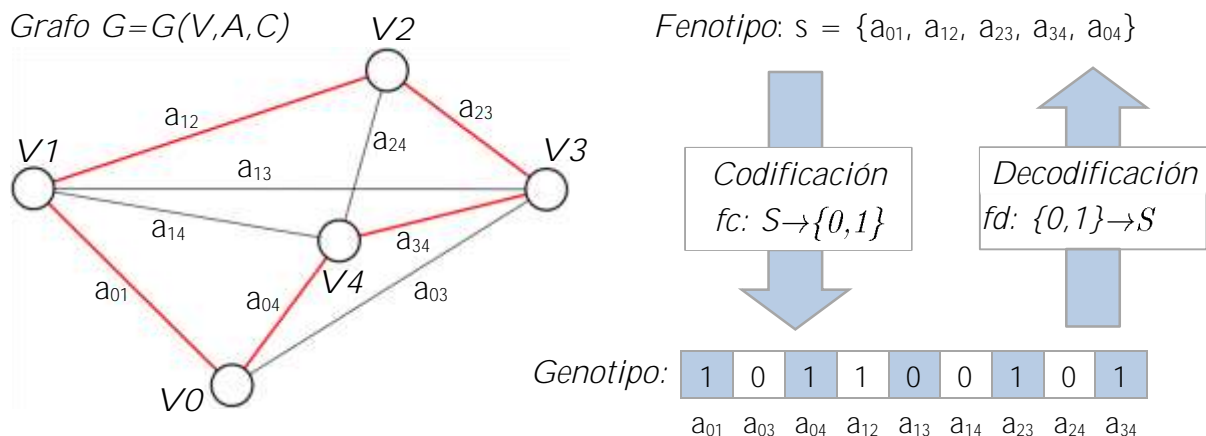 Grafo G=G(V,A,C)
V2
a₁₂
a₂₃
V1
a₂₄
V3
a₁₃
a₁₄
a₃₄
V4
a₀₁
a₀₄
a₀₃
V0
Fenotipo: s = {a₀₁, a₁₂, a₂₃, a₃₄, a₀₄}
Codificación
fc: S→{0,1}
Decodificación
fd: {0,1}→S
Genotipo: 1 0 1 1 0 0 1 0 1
a₀₁ a₀₃ a₀₄ a₁₂ a₁₃ a₁₄ a₂₃ a₂₄ a₃₄